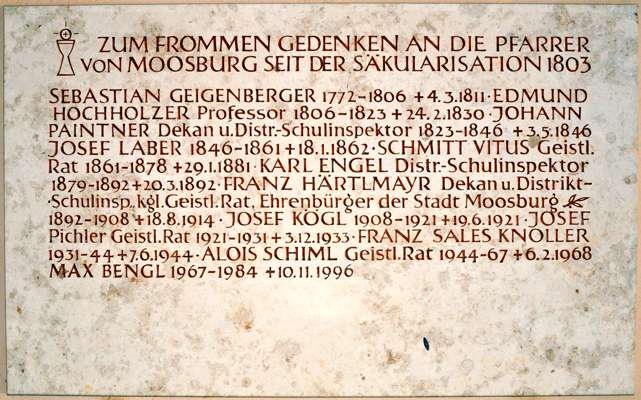 ZUM FROMMEN GEDENKEN AN DIE PFARRER
VON MOOSBURG SEIT DER SÄKULARISATION 1803
SEBASTIAN GEIGENBERGER 1772-1806 +4.3.1811·EDMUND
HOCHHOLZER Professor 1806-1823 +24.2.1830·JOHANN
PAINTNER Dekan u.Distr.-Schulinspektor 1823-1846 +3.5.1846
JOSEF LABER 1846-1861+18.1.1862·SCHMITT VITUS Geistl.
Rat 1861-1878 +29.1.1881·KARL ENGEL Distr.-Schulinspektor
1879-1892+20.3.1892·FRANZ HÄRTLMAYR Dekan u.Distrikt-
·Schulinsp. kgl.Geistl.Rat, Ehrenbürger der Stadt Moosburg
1892-1908+18.8.1914·JOSEF KÖGL 1908-1921+19.6.1921·JOSEF
Pichler Geistl.Rat 1921-1931+3.12.1933·FRANZ SALES KNOLLER
1931-44+7.6.1944·ALOIS SCHIML Geistl.Rat 1944-67+6.2.1968
MAX BENGL 1967-1984 +10.11.1996